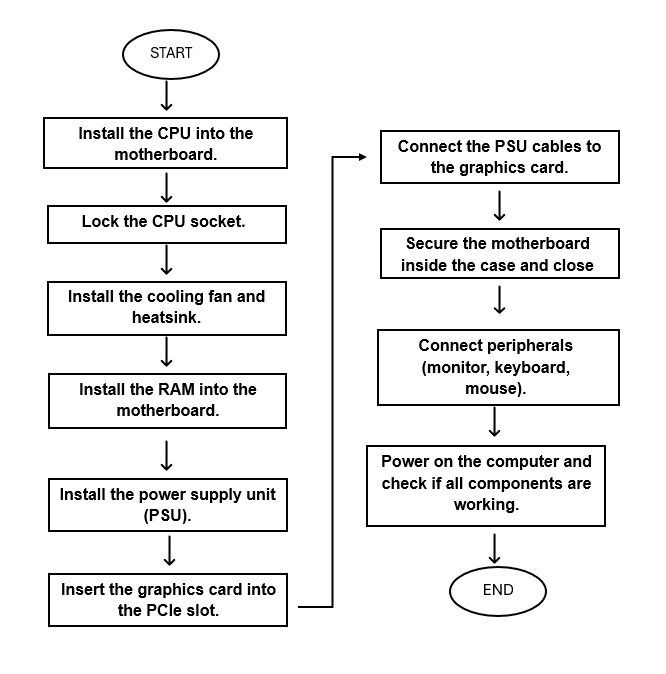 START
Install the CPU into the
motherboard.
Lock the CPU socket.
Install the cooling fan and
heatsink.
Install the RAM into the
motherboard.
Install the power supply unit
(PSU).
Insert the graphics card into
the PCIe slot.
Connect the PSU cables to
the graphics card.
Secure the motherboard
inside the case and close
Connect peripherals
(monitor, keyboard,
mouse).
Power on the computer and
check if all components are
working.
END